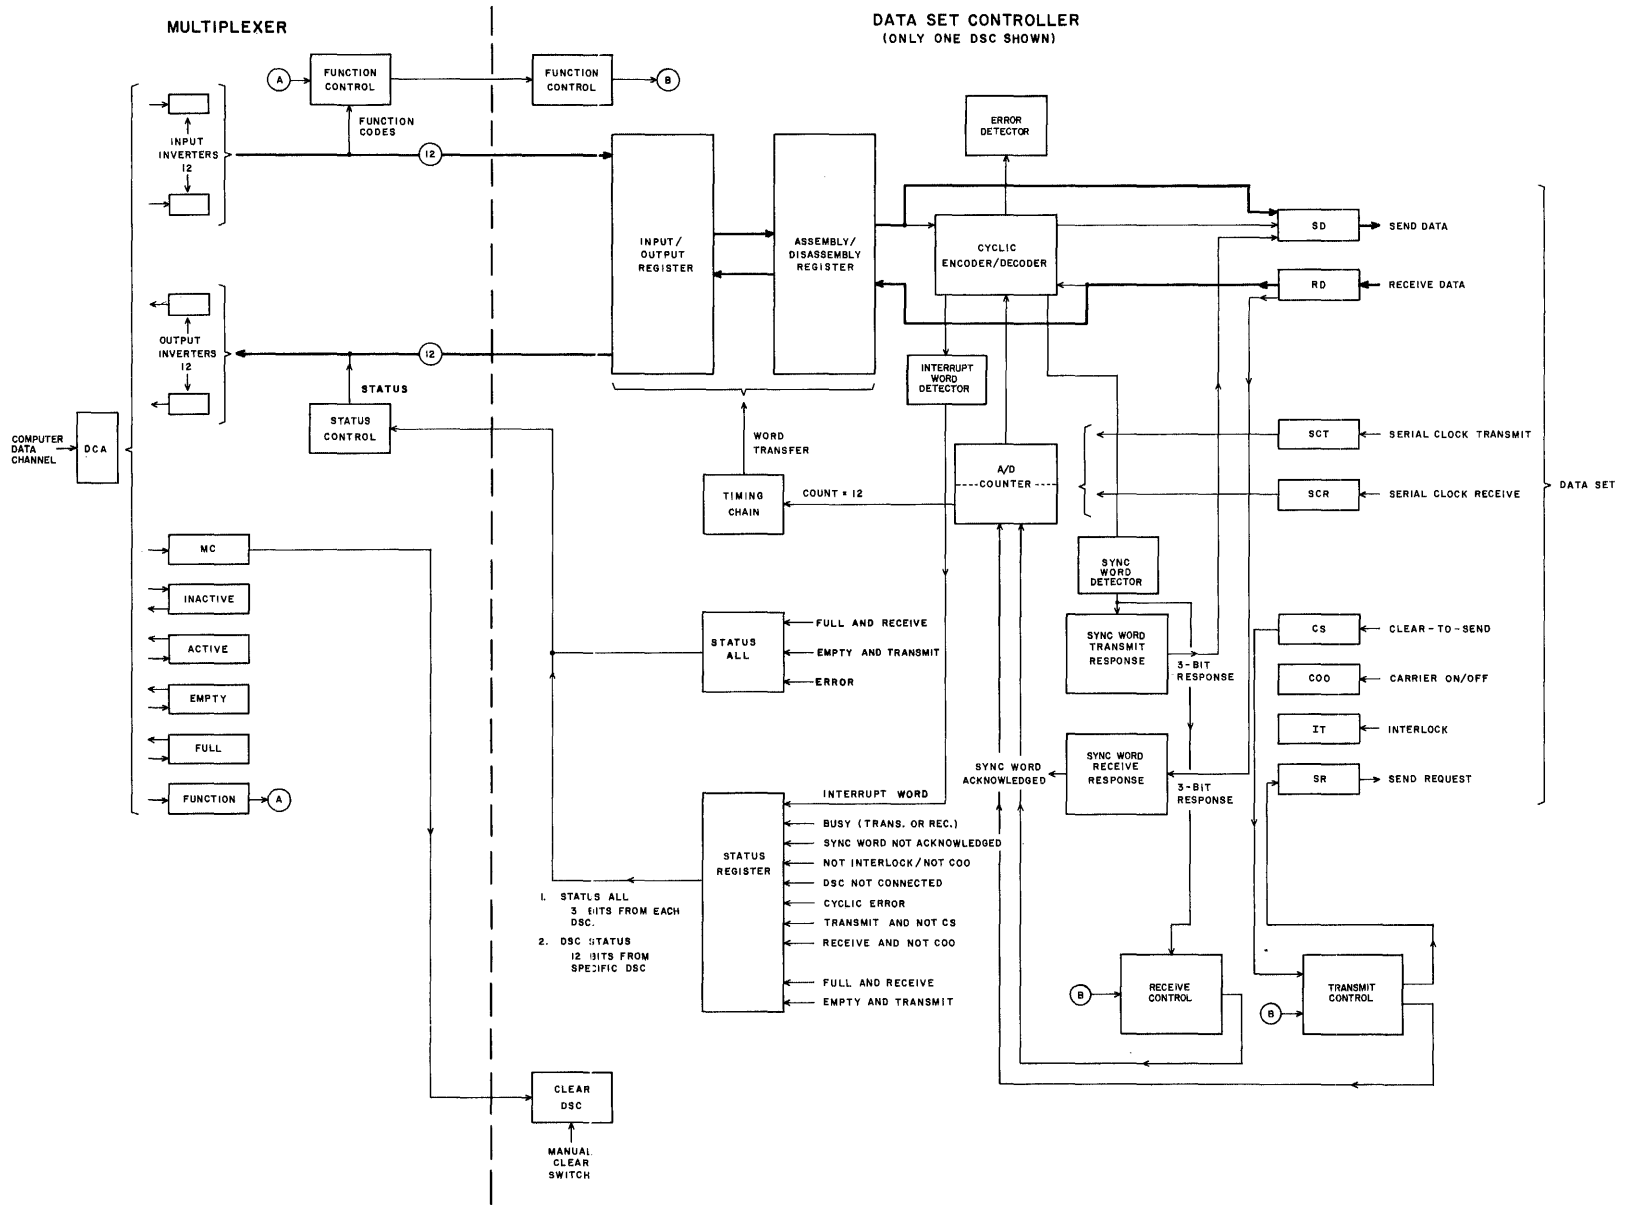 MULTIPLEXER
DATA SET CONTROLLER
(ONLY ONE DSC SHOWN)
A
FUNCTION
CONTROL
FUNCTION
CONTROL
B
FUNCTION
CODES
INPUT
INVERTERS
12
12
ERROR
DETECTOR
INPUT/
OUTPUT
REGISTER
ASSEMBLY/
DISASSEMBLY
REGISTER
CYCLIC
ENCODER/DECODER
SD
SEND DATA
RD
RECEIVE DATA
OUTPUT
INVERTERS
12
12
STATUS
STATUS
CONTROL
INTERRUPT
WORD
DETECTOR
COMPUTER
DATA
CHANNEL
DCA
WORD
TRANSFER
TIMING
CHAIN
COUNT = 12
A/D
COUNTER
SCT
SERIAL CLOCK TRANSMIT
SCR
SERIAL CLOCK RECEIVE
DATA SET
MC
INACTIVE
ACTIVE
EMPTY
FULL
FUNCTION
A
SYNC
WORD
DETECTOR
STATUS
ALL
FULL AND RECEIVE
EMPTY AND TRANSMIT
ERROR
SYNC WORD
TRANSMIT
RESPONSE
3-BIT
RESPONSE
CS
CLEAR-TO-SEND
COO
CARRIER ON/OFF
IT
INTERLOCK
SR
SEND REQUEST
SYNC WORD
ACKNOWLEDGED
SYNC WORD
RECEIVE
RESPONSE
3-BIT
RESPONSE
STATUS
REGISTER
INTERRUPT WORD
BUSY (TRANS. OR REC.)
SYNC WORD NOT ACKNOWLEDGED
NOT INTERLOCK/NOT COO
DSC NOT CONNECTED
CYCLIC ERROR
TRANSMIT AND NOT CS
RECEIVE AND NOT COO
FULL AND RECEIVE
EMPTY AND TRANSMIT
1. STATUS ALL
3 BITS FROM EACH
DSC.
2. DSC STATUS
12 BITS FROM
SPECIFIC DSC
B
RECEIVE
CONTROL
B
TRANSMIT
CONTROL
CLEAR
DSC
MANUAL
CLEAR
SWITCH